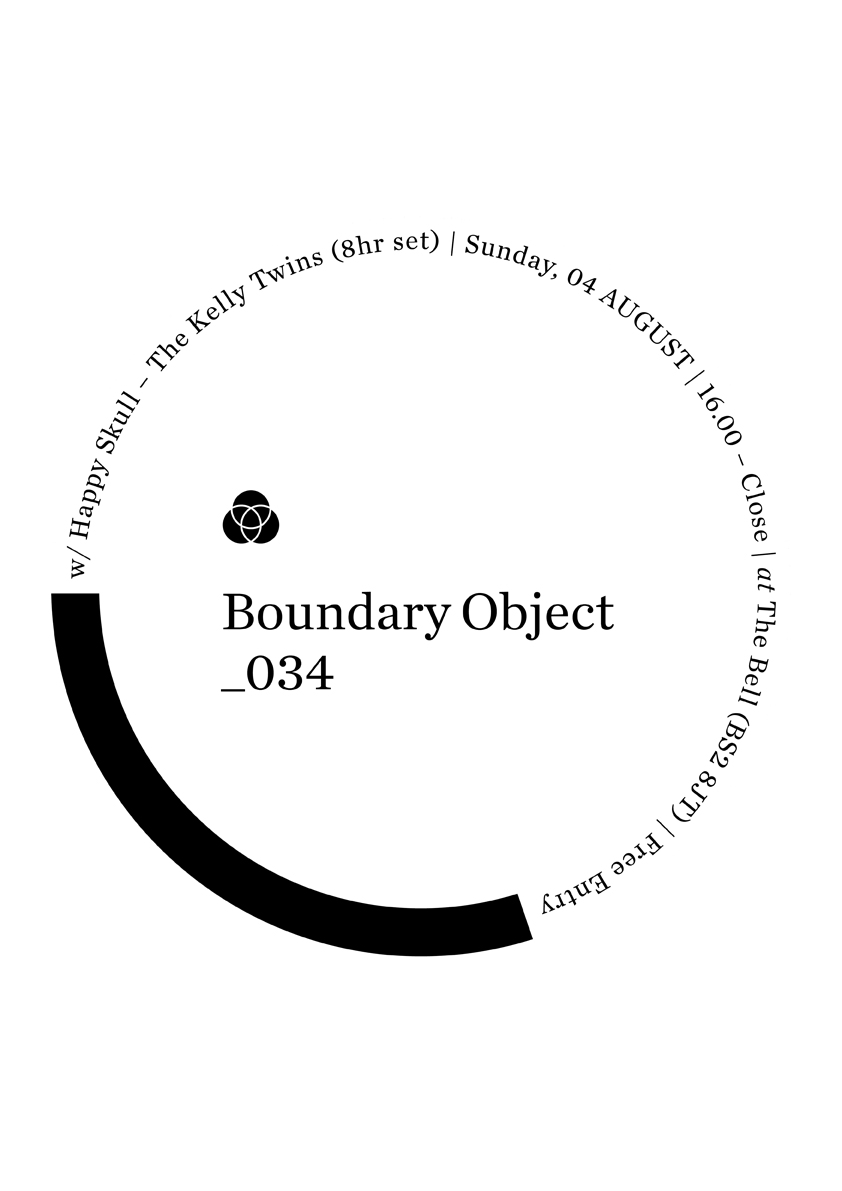 w/ Happy Skull – The Kelly Twins (8hr set) | Sunday, 04 AUGUST | 16.00 – Close | at The Bell (BS2 8JT) | Free Entry
Boundary Object
_034